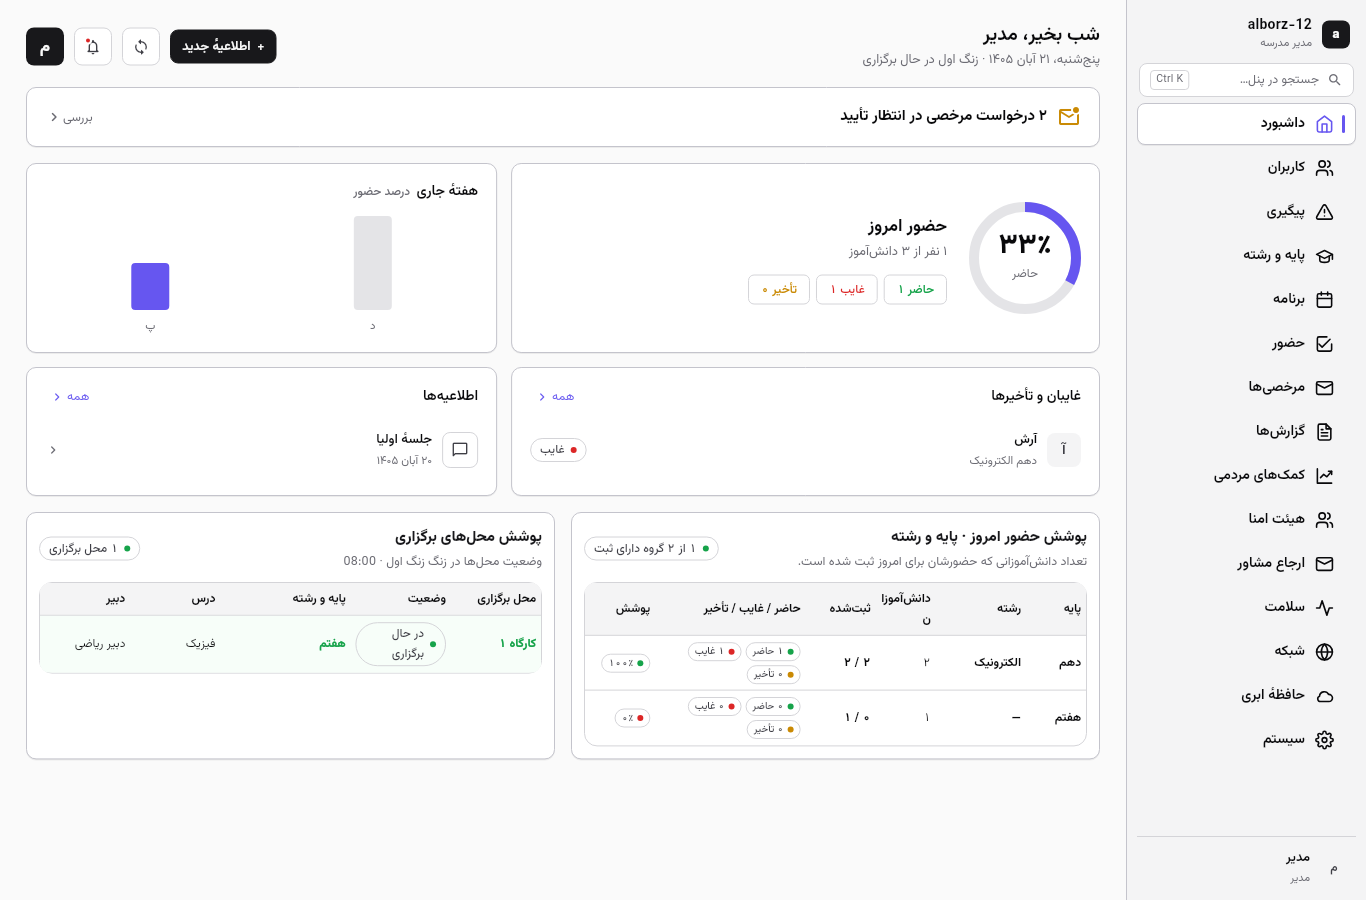 alborz-12
مدیر مدرسه
a
جستجو در پنل...
Ctrl K
داشبورد
کاربران
پیگیری
پایه و رشته
برنامه
حضور
مرخصی‌ها
گزارش‌ها
کمک‌های مردمی
هیئت امنا
ارجاع مشاور
سلامت
شبکه
حافظهٔ ابری
سیستم
م
مدیر
مدیر
شب بخیر، مدیر
پنج‌شنبه، ۲۱ آبان ۱۴۰۵ · زنگ اول در حال برگزاری
+ اطلاعیهٔ جدید
م
۲ درخواست مرخصی در انتظار تأیید
بررسی
۳۳٪
حاضر
حضور امروز
۱ نفر از ۳ دانش‌آموز
حاضر ۱
غایب ۱
تأخیر ۰
هفتهٔ جاری درصد حضور
د
پ
غایبان و تأخیرها
همه
آ
آرش
دهم الکترونیک
غایب
اطلاعیه‌ها
همه
جلسهٔ اولیا
۲۰ آبان ۱۴۰۵
پوشش حضور امروز · پایه و رشته
تعداد دانش‌آموزانی که حضورشان برای امروز ثبت شده است.
۱ از ۲ گروه دارای ثبت
پایه رشته دانش‌آموزا
ن ثبت‌شده حاضر / غایب / تأخیر پوشش
دهم الکترونیک ۲ ۲ / ۲ ۱ حاضر ۱ غایب
۰ تأخیر ۱۰۰٪
هفتم — ۱ ۰ / ۱ ۰ حاضر ۰ غایب
۰ تأخیر ۰٪
پوشش محل‌های برگزاری
وضعیت محل‌ها در زنگ زنگ اول · 08:00
۱ محل برگزاری
محل برگزاری وضعیت پایه و رشته درس دبیر
کارگاه ۱ در حال
برگزاری هفتم فیزیک دبیر ریاضی